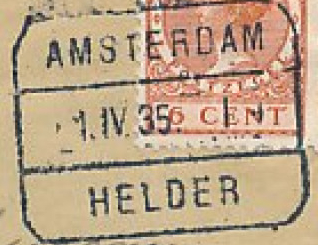 AMSTERDAM
1.IV.35. I
6 CENT
HELDER